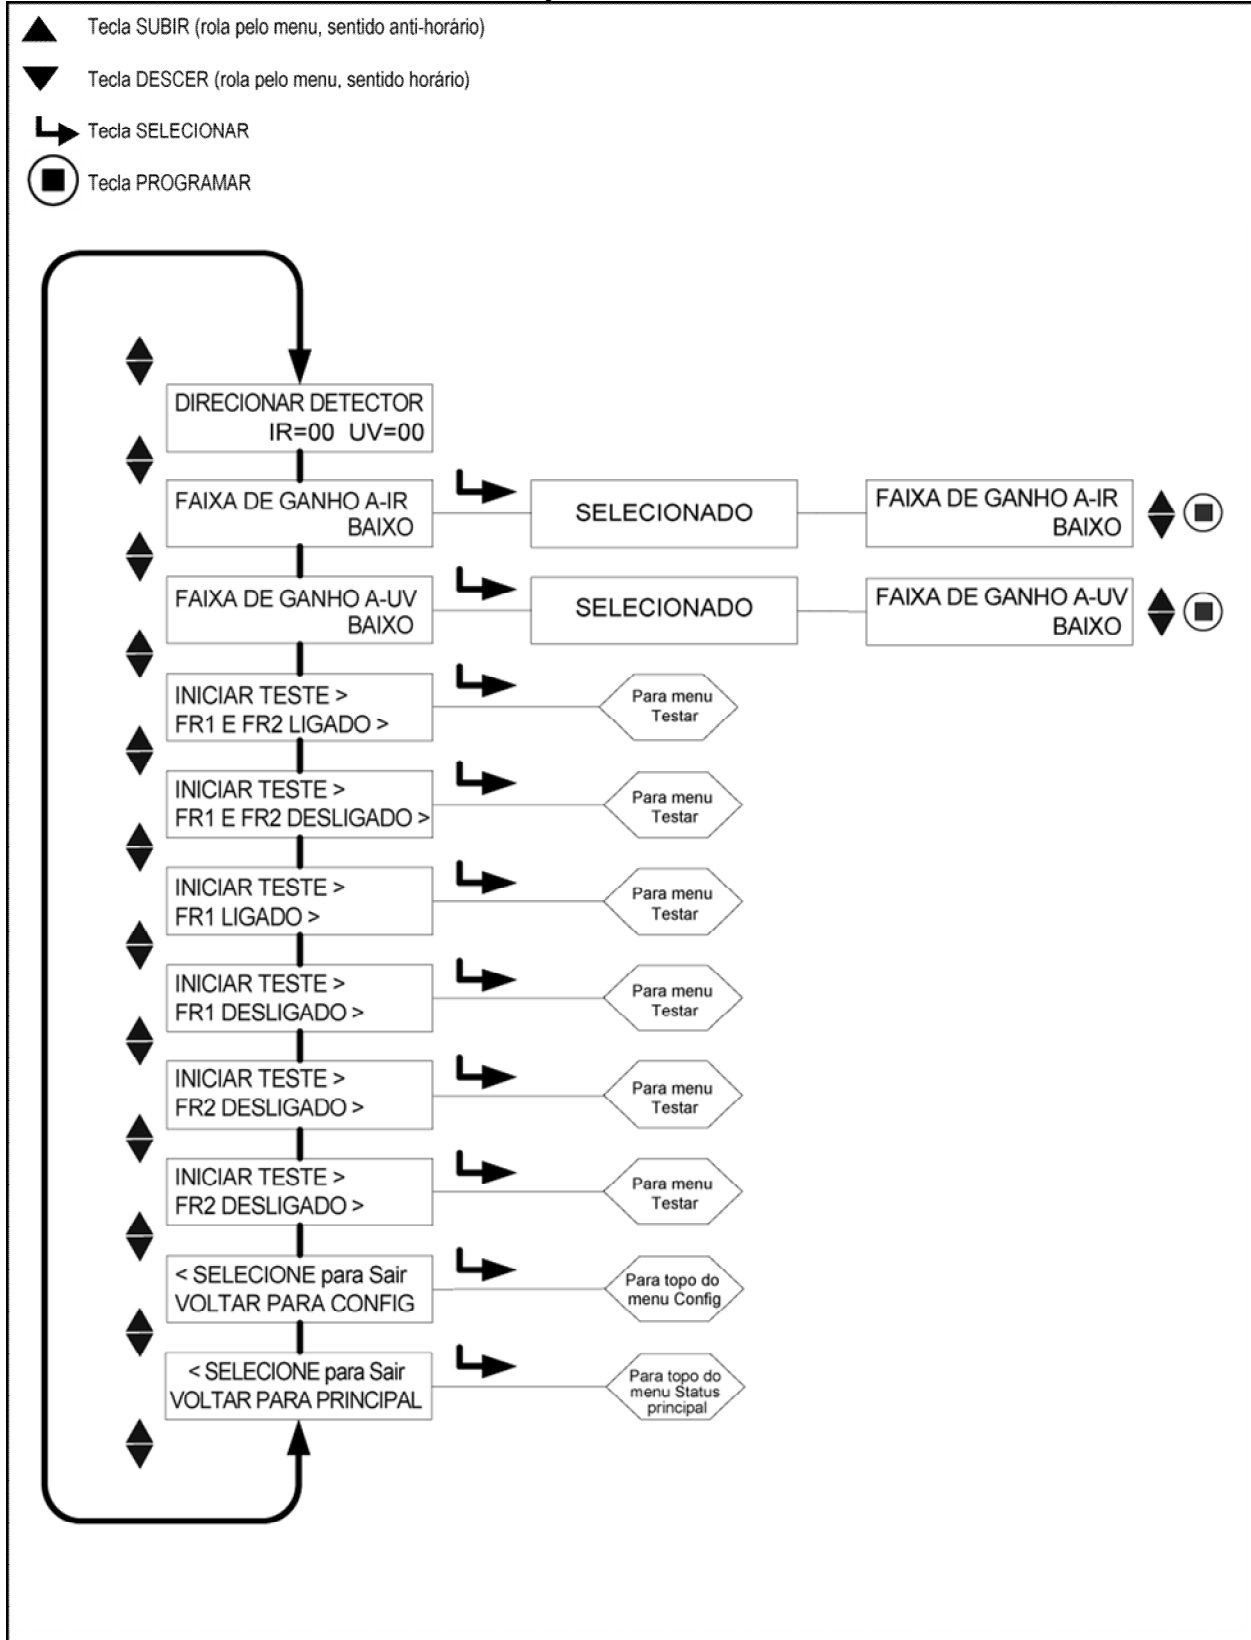 Tecla SUBIR (rola pelo menu, sentido anti-horário)
Tecla DESCER (rola pelo menu, sentido horário)
Tecla SELECIONAR
Tecla PROGRAMAR
DIRECIONAR DETECTOR
IR=00 UV=00
FAIXA DE GANHO A-IR
BAIXO
SELECIONADO
FAIXA DE GANHO A-IR
BAIXO
FAIXA DE GANHO A-UV
BAIXO
SELECIONADO
FAIXA DE GANHO A-UV
BAIXO
INICIAR TESTE >
FR1 E FR2 LIGADO >
Para menu
Testar
INICIAR TESTE >
FR1 E FR2 DESLIGADO >
Para menu
Testar
INICIAR TESTE >
FR1 LIGADO >
Para menu
Testar
INICIAR TESTE >
FR1 DESLIGADO >
Para menu
Testar
INICIAR TESTE >
FR2 DESLIGADO >
Para menu
Testar
INICIAR TESTE >
FR2 DESLIGADO >
Para menu
Testar
< SELECIONE para Sair
VOLTAR PARA CONFIG
Para topo do
menu Config
< SELECIONE para Sair
VOLTAR PARA PRINCIPAL
Para topo do
menu Status
principal